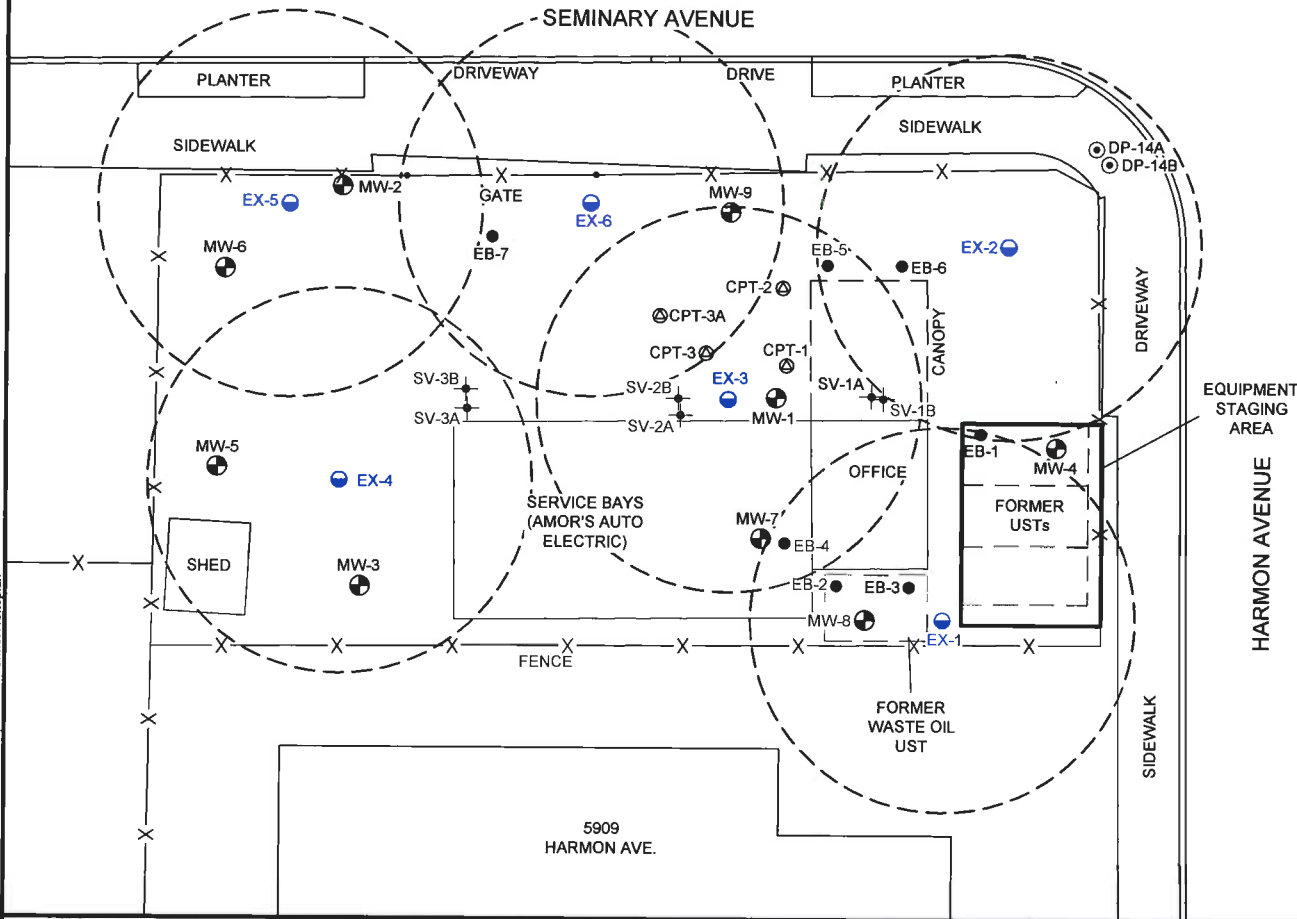 SEMINARY AVENUE
PLANTER
DRIVEWAY
DRIVE
PLANTER
SIDEWALK
SIDEWALK
DP-14A
DP-14B
MW-2
GATE
MW-9
EX-5
EX-6
MW-6
EB-7
EB-5
EB-6
EX-2
CPT-2
CPT-3A
CANOPY
DRIVEWAY
CPT-3
CPT-1
SV-3B
SV-2B
EX-3
SV-1A
SV-1B
SV-3A
SV-2A
MW-1
EQUIPMENT
STAGING
AREA
MW-5
EX-4
OFFICE
EB-1
MW-4
SERVICE BAYS
(AMOR'S AUTO
ELECTRIC)
FORMER
USTs
HARMON AVENUE
MW-7
EB-4
SHED
MW-3
EB-2
EB-3
MW-8
EX-1
FENCE
FORMER
WASTE OIL
UST
SIDEWALK
5909
HARMON AVE.